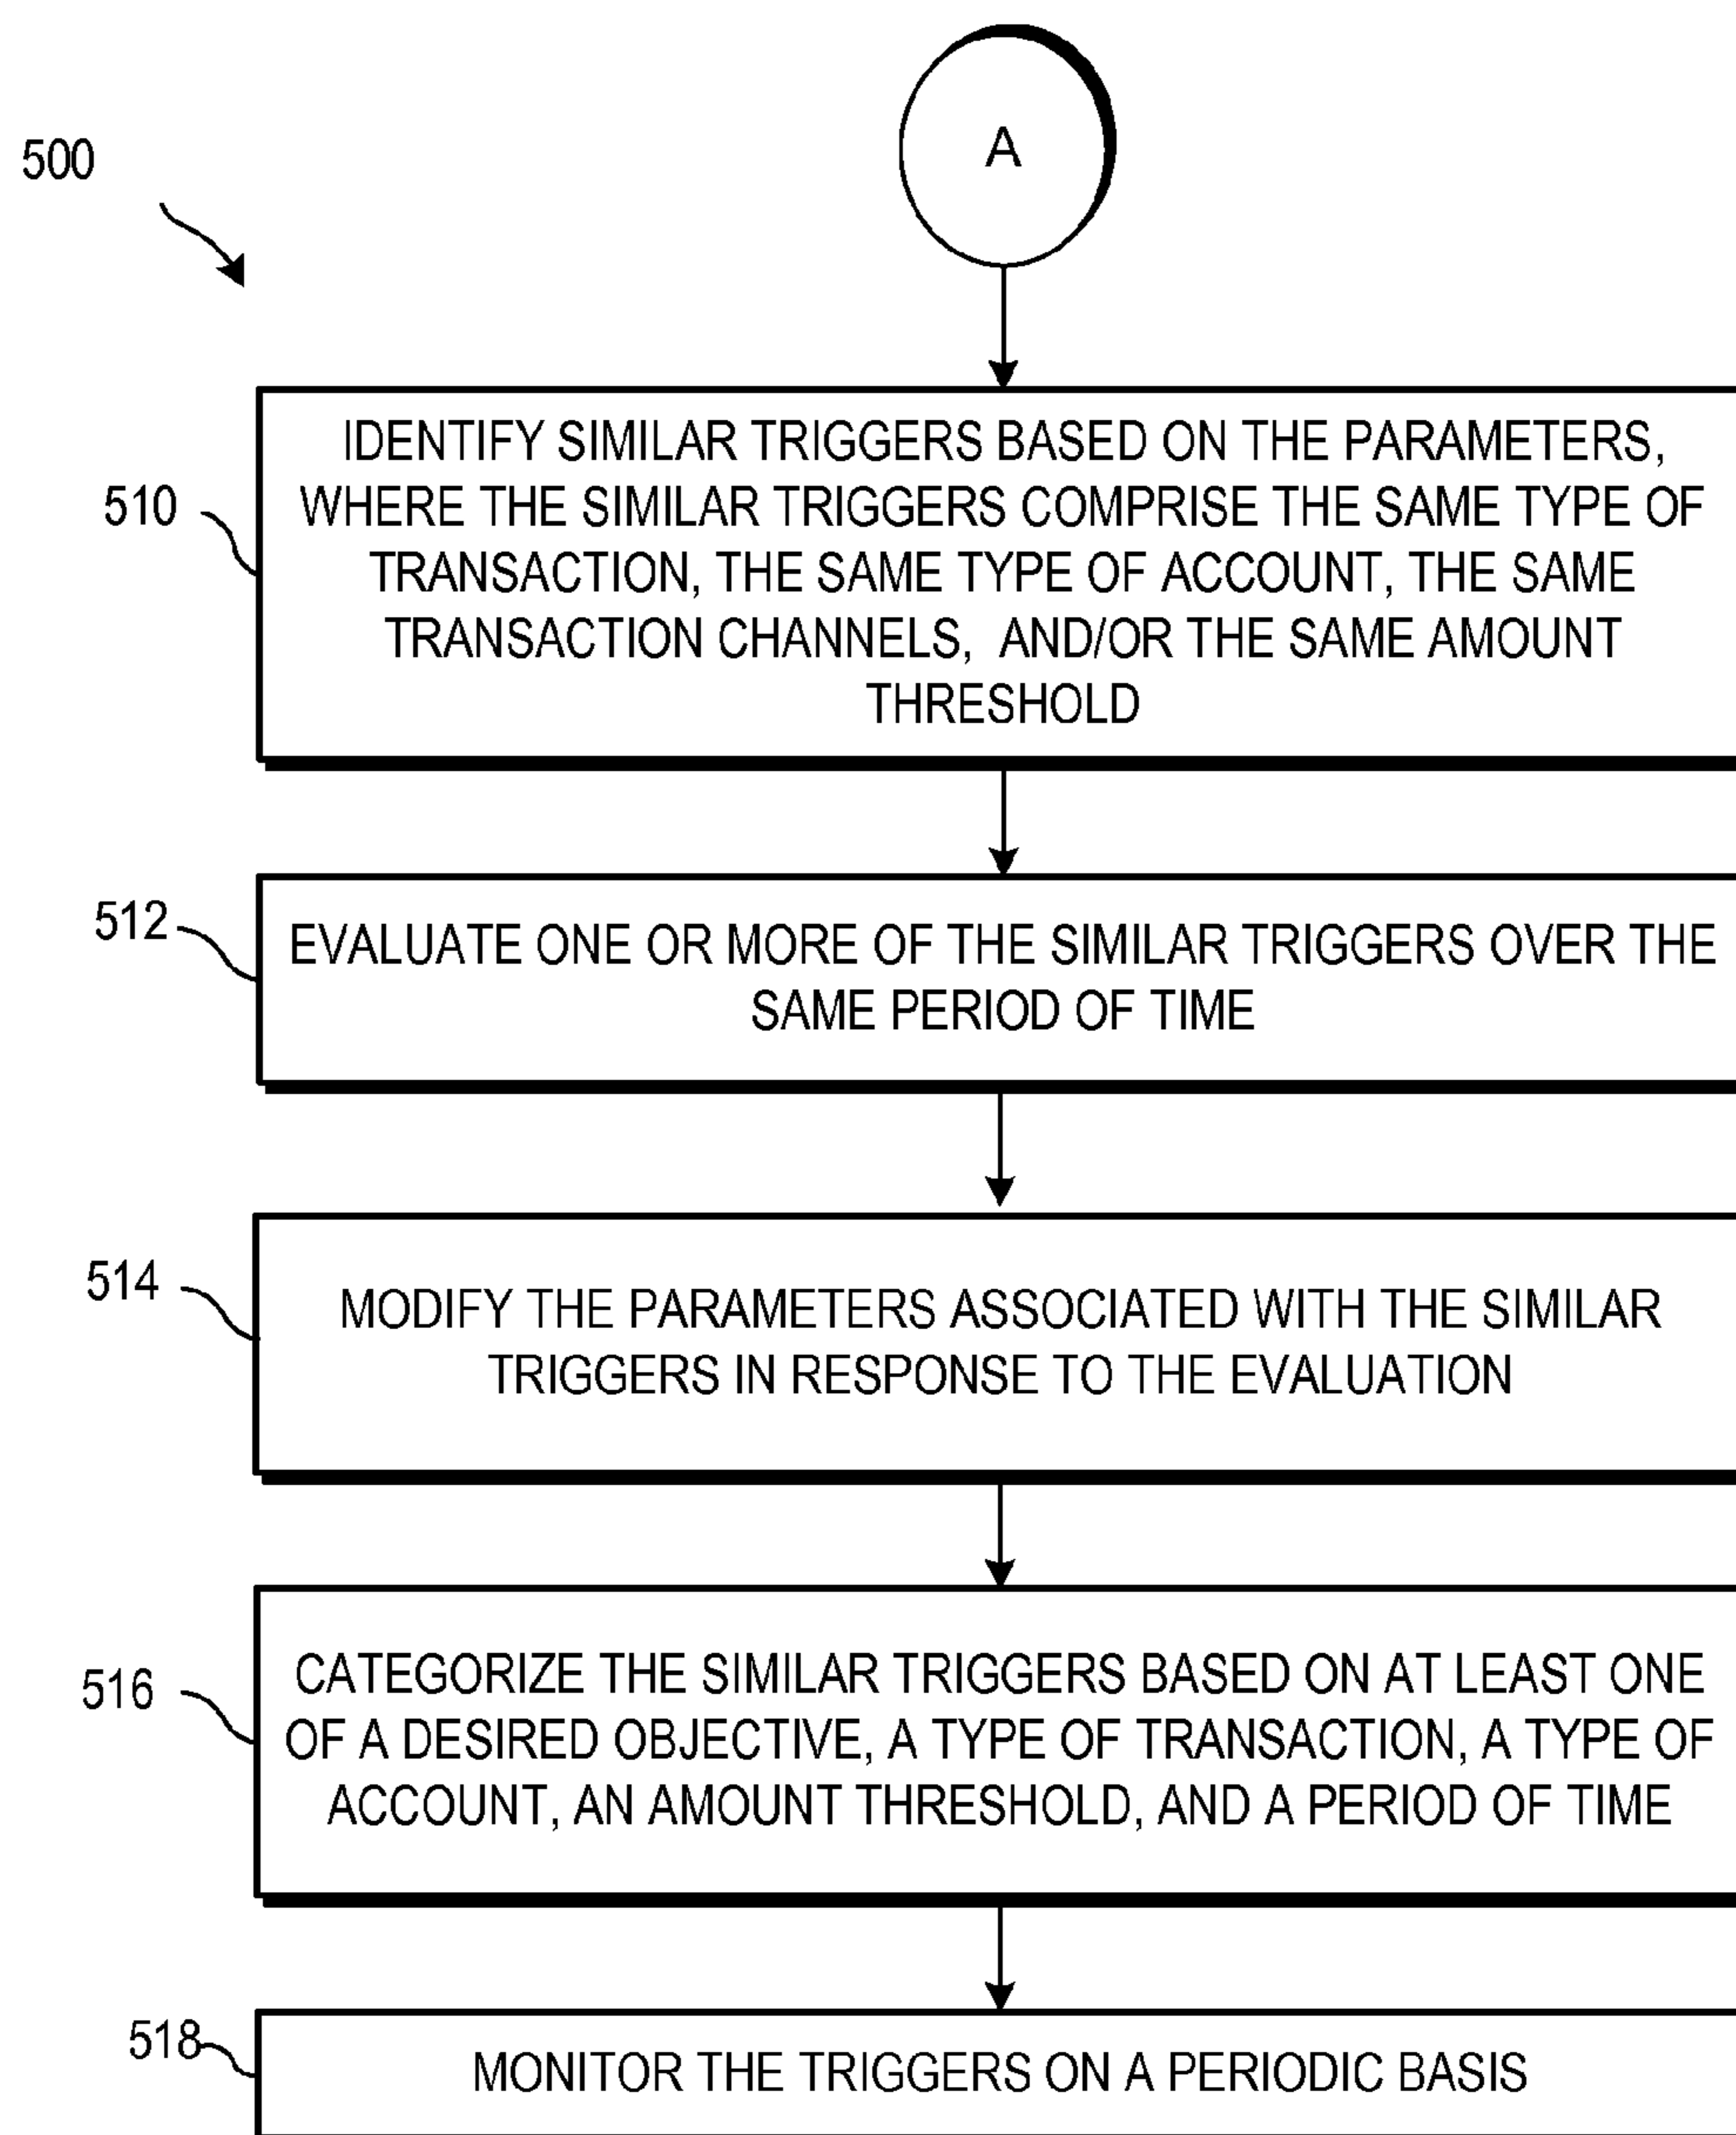 A
500
IDENTIFY SIMILAR TRIGGERS BASED ON THE PARAMETERS,
WHERE THE SIMILAR TRIGGERS COMPRISE THE SAME TYPE OF
TRANSACTION, THE SAME TYPE OF ACCOUNT, THE SAME
TRANSACTION CHANNELS, AND/OR THE SAME AMOUNT
THRESHOLD
510
EVALUATE ONE OR MORE OF THE SIMILAR TRIGGERS OVER THE
SAME PERIOD OF TIME
512
MODIFY THE PARAMETERS ASSOCIATED WITH THE SIMILAR
TRIGGERS IN RESPONSE TO THE EVALUATION
514
CATEGORIZE THE SIMILAR TRIGGERS BASED ON AT LEAST ONE
OF A DESIRED OBJECTIVE, A TYPE OF TRANSACTION, A TYPE OF
ACCOUNT, AN AMOUNT THRESHOLD, AND A PERIOD OF TIME
516
MONITOR THE TRIGGERS ON A PERIODIC BASIS
518